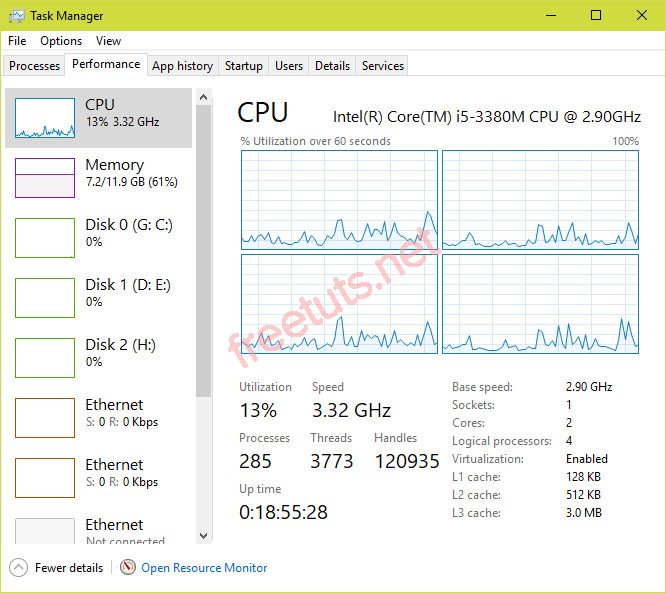 Task Manager
File Options View
Processes Performance App history Startup Users Details Services
CPU
13% 3.32 GHz
Memory
7.2/11.9 GB (61%)
Disk 0 (G: C:)
0%
Disk 1 (D: E:)
0%
Disk 2 (H:)
0%
Ethernet
S: 0 R: 0 Kbps
Ethernet
S: 0 R: 0 Kbps
Ethernet
Not connected
CPU Intel(R) Core(TM) i5-3380M CPU @ 2.90GHz
% Utilization over 60 seconds 100%
freetuts.net
Utilization Speed
13% 3.32 GHz
Processes Threads Handles
285 3773 120935
Up time
0:18:55:28
Base speed: 2.90 GHz
Sockets: 1
Cores: 2
Logical processors: 4
Virtualization: Enabled
L1 cache: 128 KB
L2 cache: 512 KB
L3 cache: 3.0 MB
Fewer details Open Resource Monitor